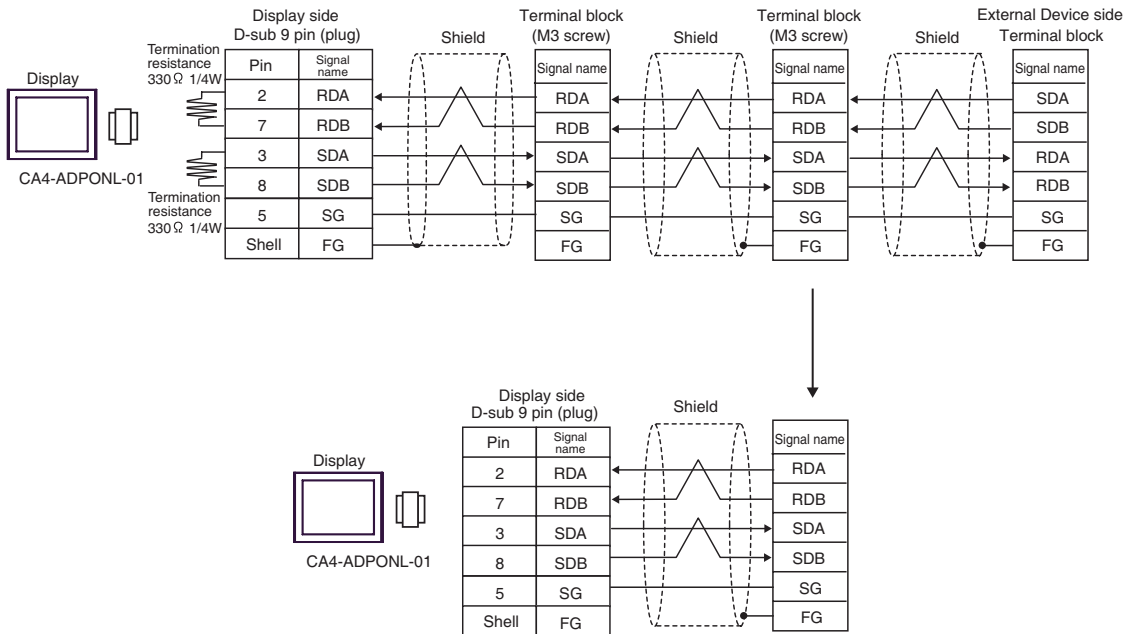 Display side
D-sub 9 pin (plug)
Shield
Terminal block
(M3 screw)
Shield
Terminal block
(M3 screw)
Shield
External Device side
Terminal block
Termination
resistance
330Ω 1/4W
Display
CA4-ADPONL-01
Termination
resistance
330Ω 1/4W
Pin Signal name
2 RDA
7 RDB
3 SDA
8 SDB
5 SG
Shell FG
Signal name
RDA
RDB
SDA
SDB
SG
FG
Signal name
RDA
RDB
SDA
SDB
SG
FG
Signal name
SDA
SDB
RDA
RDB
SG
FG
Display side
D-sub 9 pin (plug)
Shield
Display
CA4-ADPONL-01
Pin Signal name
2 RDA
7 RDB
3 SDA
8 SDB
5 SG
Shell FG
Signal name
RDA
RDB
SDA
SDB
SG
FG